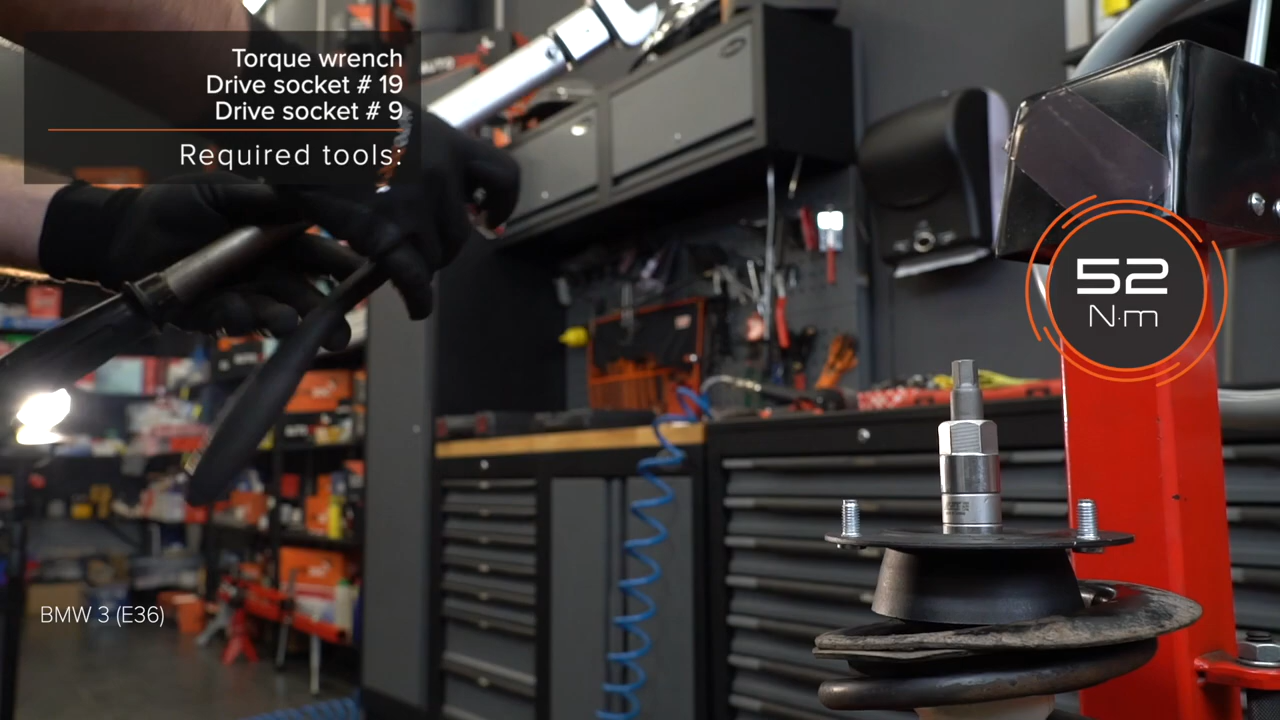 Torque wrench
Drive socket # 19
Drive socket # 9
Required tools:
52
N·m
BMW 3 (E36)